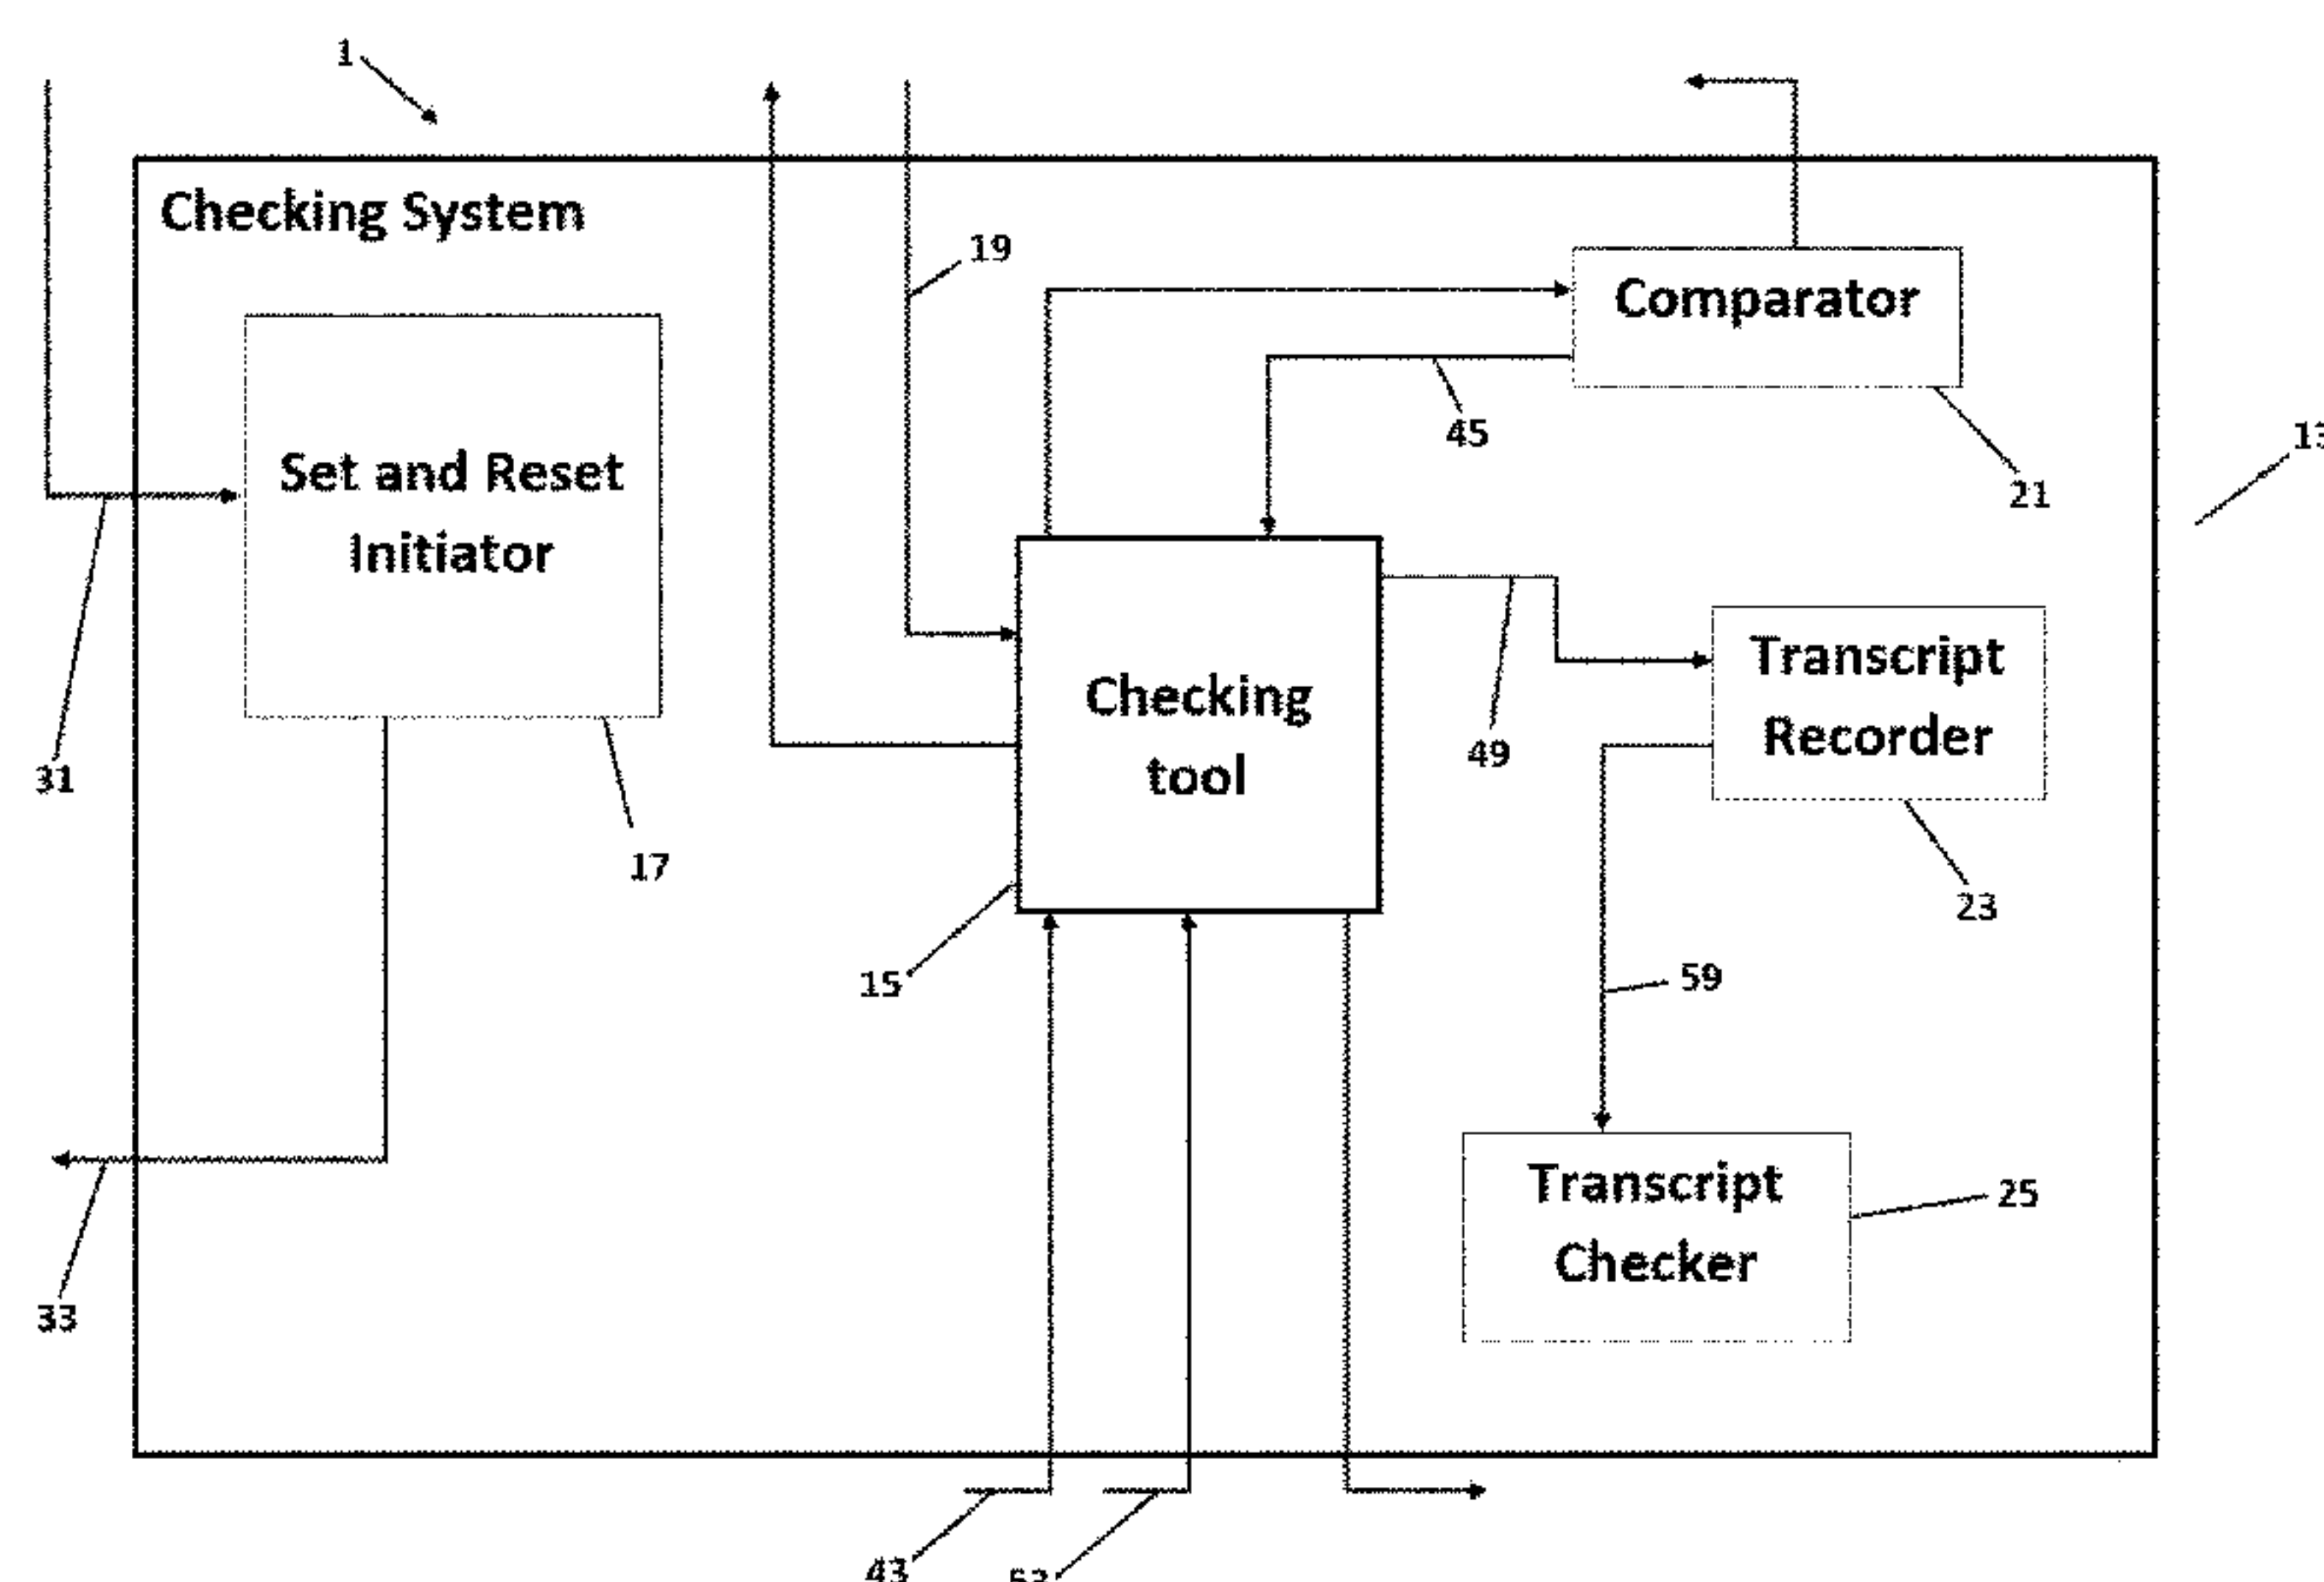 1
Checking System
19
Comparator
45
21
13
Set and Reset
Initiator
31
17
Checking
tool
49
Transcript
Recorder
23
15
59
Transcript
Checker
25
33
43